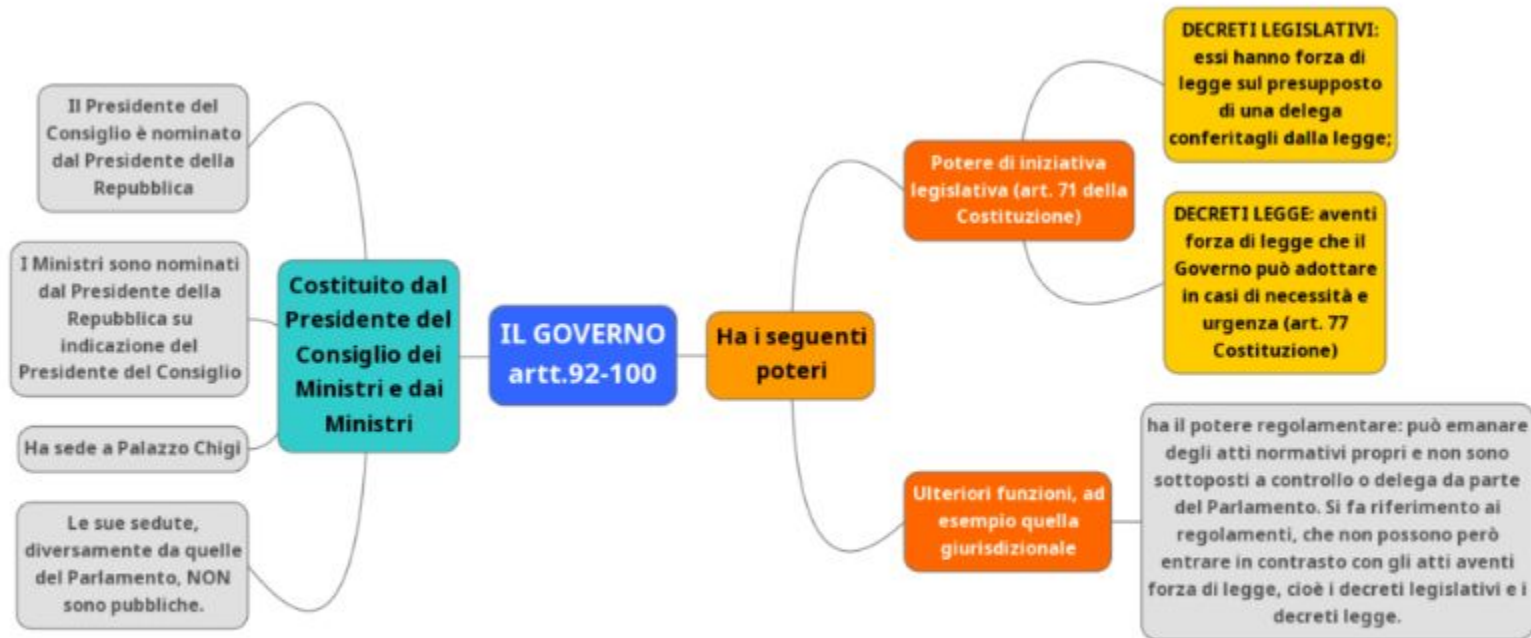 Il Presidente del
Consiglio è nominato
dal Presidente della
Repubblica
I Ministri sono nominati
dal Presidente della
Repubblica su
indicazione del
Presidente del Consiglio
Ha sede a Palazzo Chigi
Le sue sedute,
diversamente da quelle
del Parlamento, NON
sono pubbliche.
Costituito dal
Presidente del
Consiglio dei
Ministri e dai
Ministri
IL GOVERNO
artt.92-100
Ha i seguenti
poteri
Potere di iniziativa
legislativa (art. 71 della
Costituzione)
DECRETI LEGISLATIVI:
essi hanno forza di
legge sul presupposto
di una delega
conferitagli dalla legge;
DECRETI LEGGE: aventi
forza di legge che il
Governo può adottare
in casi di necessità e
urgenza (art. 77
Costituzione)
Ulteriori funzioni, ad
esempio quella
giurisdizionale
ha il potere regolamentare: può emanare
degli atti normativi propri e non sono
sottoposti a controllo o delega da parte
del Parlamento. Si fa riferimento ai
regolamenti, che non possono però
entrare in contrasto con gli atti aventi
forza di legge, cioè i decreti legislativi e i
decreti legge.